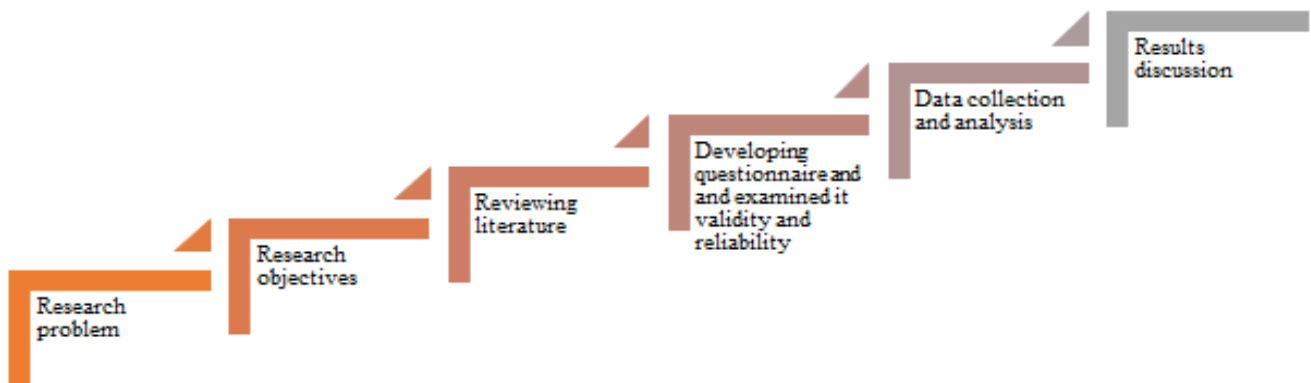 Research
problem
Research
objectives
Reviewing
literature
Developing
questionnaire and
and examined it
validity and
reliability
Data collection
and analysis
Results
discussion